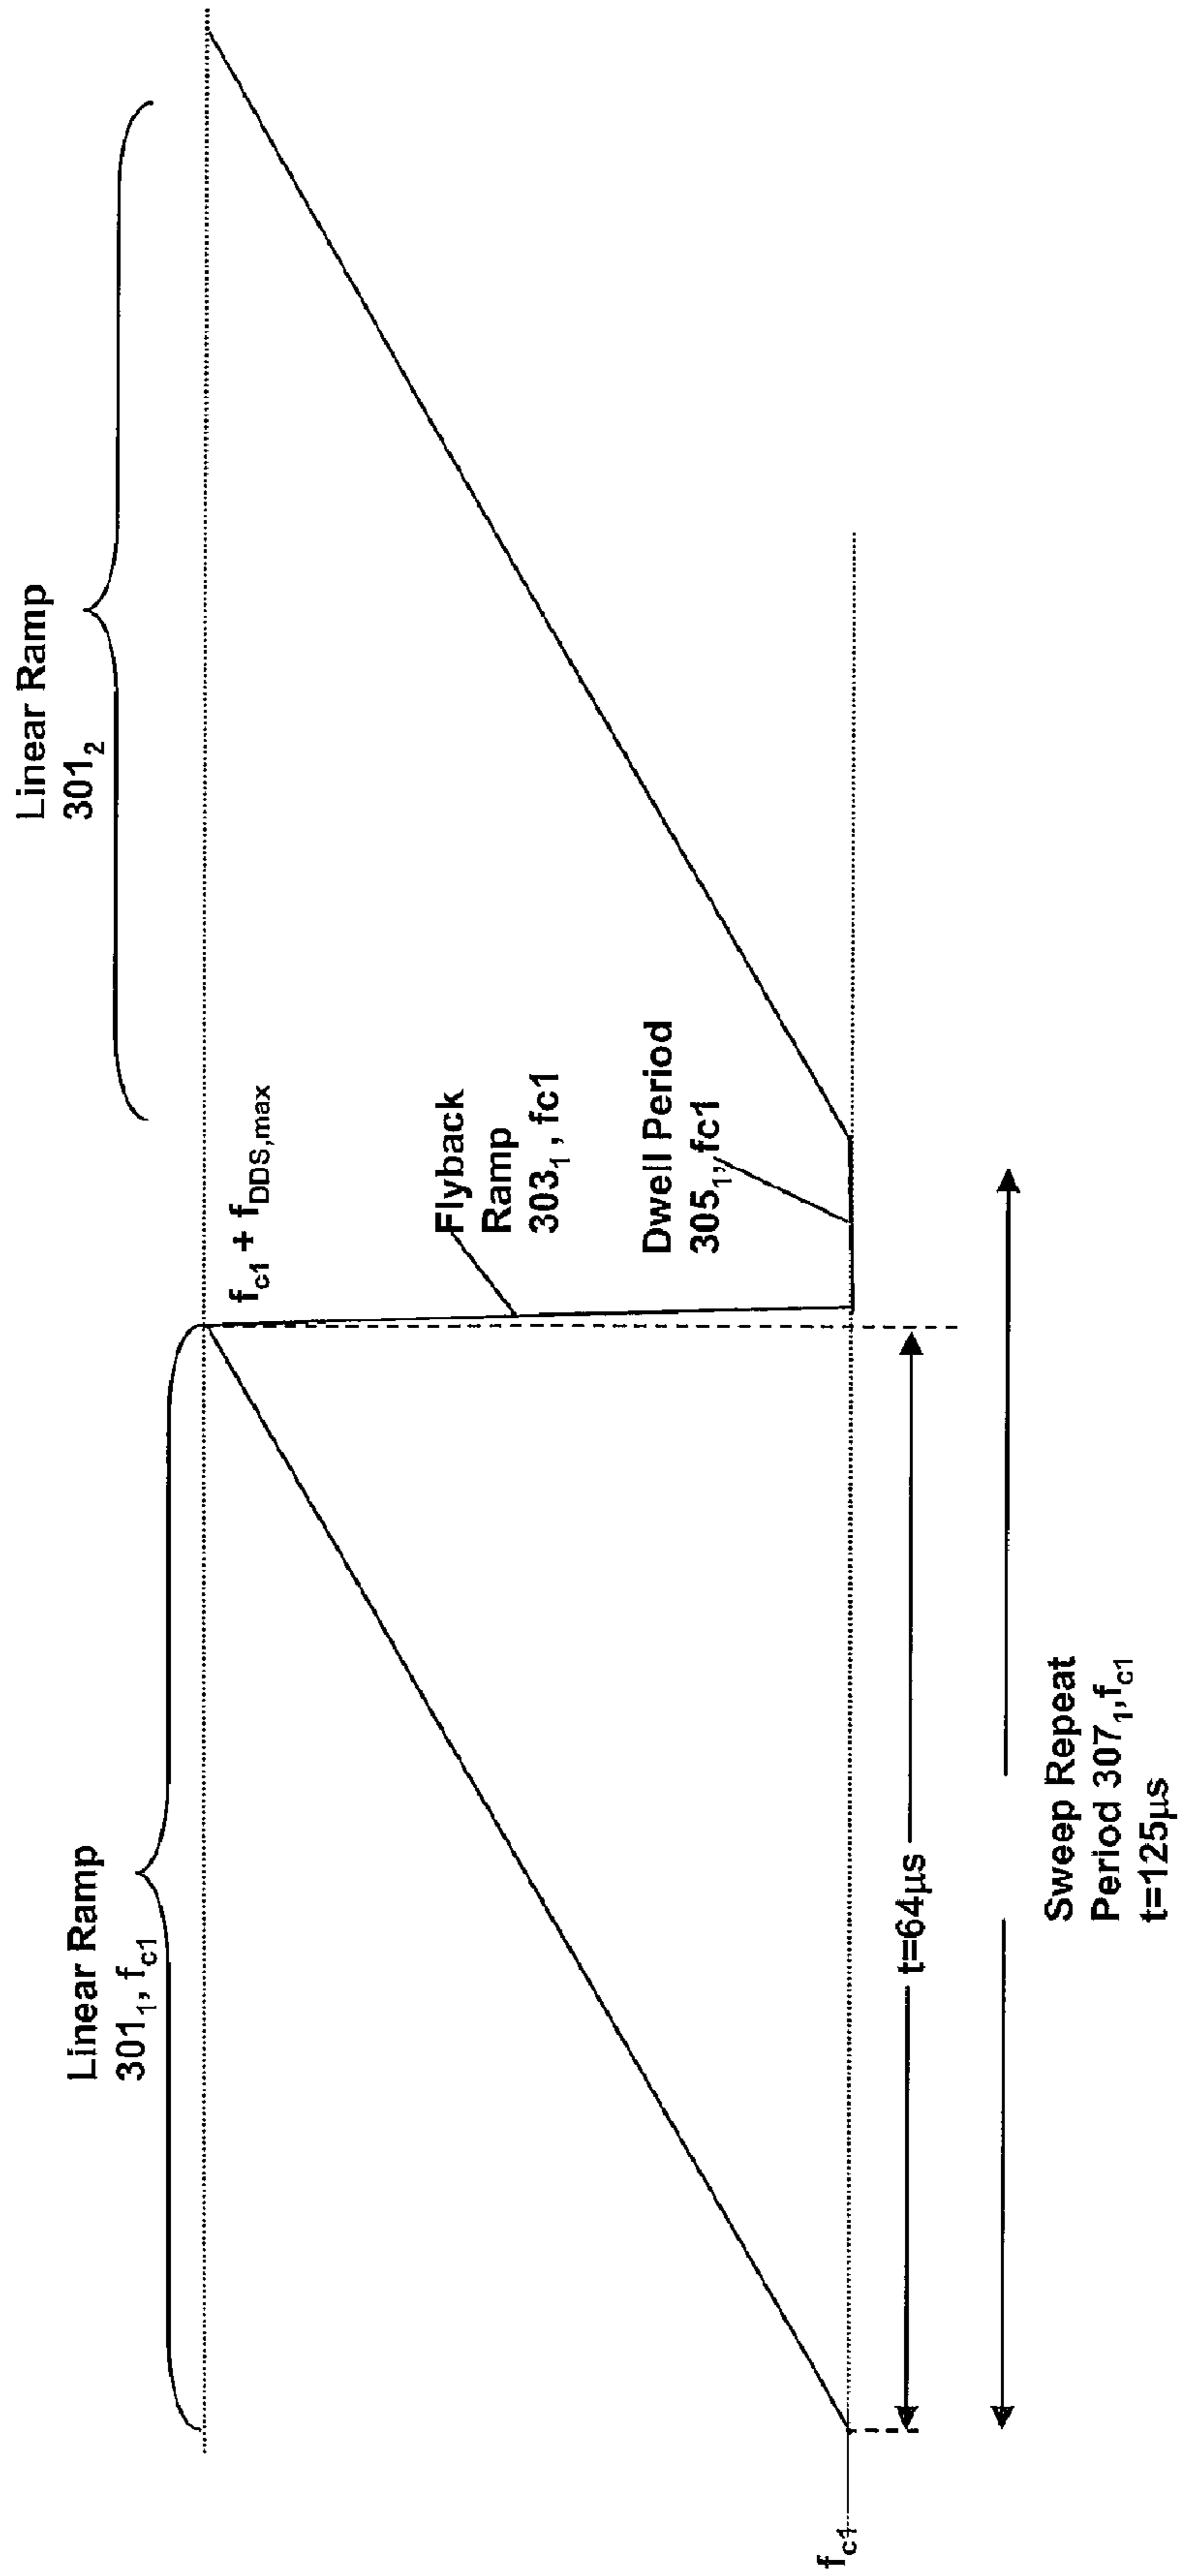 Linear Ramp
301₂
Linear Ramp
301₁, f_c1
f_c1 + f_DDS,max
Flyback
Ramp
303₁, fc1
Dwell Period
305₁, fc1
f_c1
t=64μs
Sweep Repeat
Period 307₁, f_c1
t=125μs